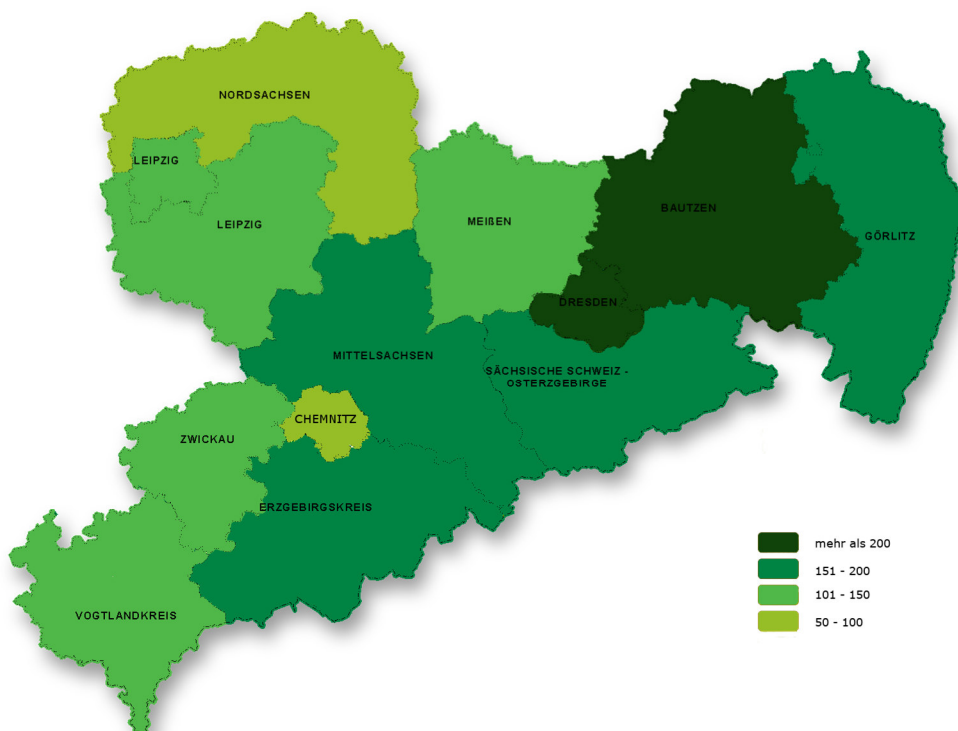 NORDSACHSEN
LEIPZIG
LEIPZIG
MEIßEN
BAUTZEN
GÖRLITZ
DRESDEN
MITTELSACHSEN
SÄCHSISCHE SCHWEIZ -
OSTERZGEBIRGE
CHEMNITZ
ZWICKAU
ERZGEBIRGSKREIS
VOGTLANDKREIS
mehr als 200
151 - 200
101 - 150
50 - 100